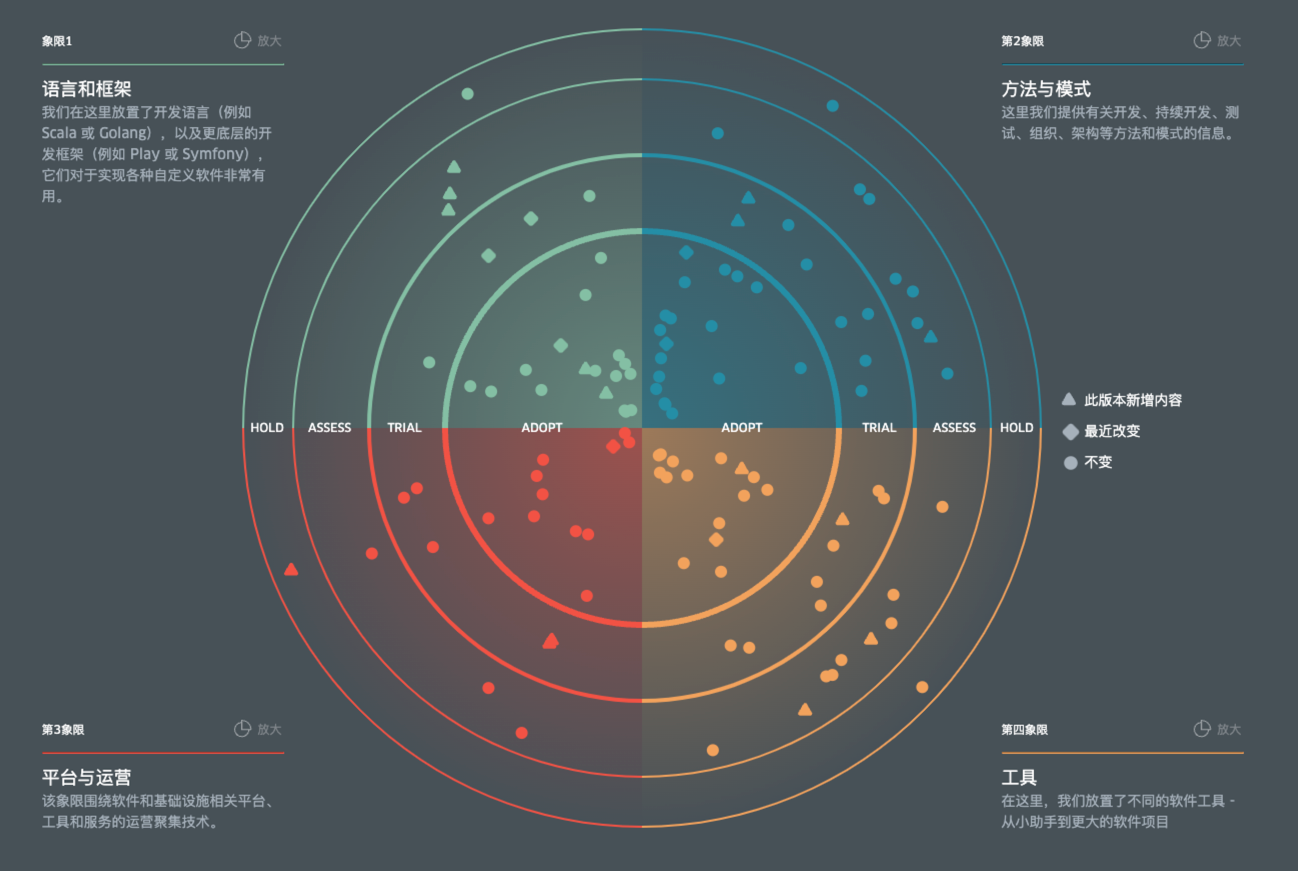 象限1
放大
语言和框架
我们在这里放置了开发语言（例如
Scala 或 Golang），以及更底层的开
发框架（例如 Play 或 Symfony），
它们对于实现各种自定义软件非常有
用。
第2象限
放大
方法与模式
这里我们提供有关开发、持续开发、测
试、组织、架构等方法和模式的信息。
HOLD ASSESS TRIAL ADOPT ADOPT TRIAL ASSESS HOLD
此版本新增内容
最近改变
不变
第3象限
放大
平台与运营
该象限围绕软件和基础设施相关平台、
工具和服务的运营聚集技术。
第四象限
放大
工具
在这里，我们放置了不同的软件工具 -
从小助手到更大的软件项目